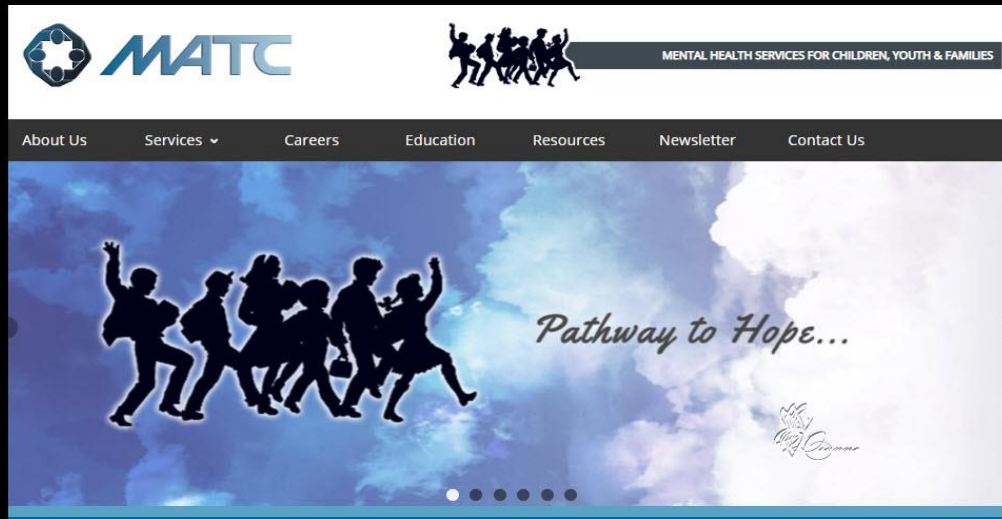 MATC
MENTAL HEALTH SERVICES FOR CHILDREN, YOUTH & FAMILIES
About Us Services Careers Education Resources Newsletter Contact Us
Pathway to Hope...